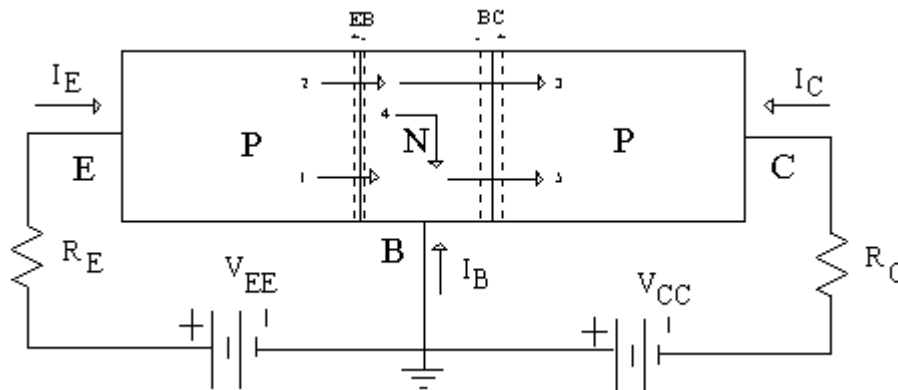 EB BC
I_E I_C
2 3
4
P N P
E C
1 5
B
R_E V_EE I_B V_CC R_C
+ - + -